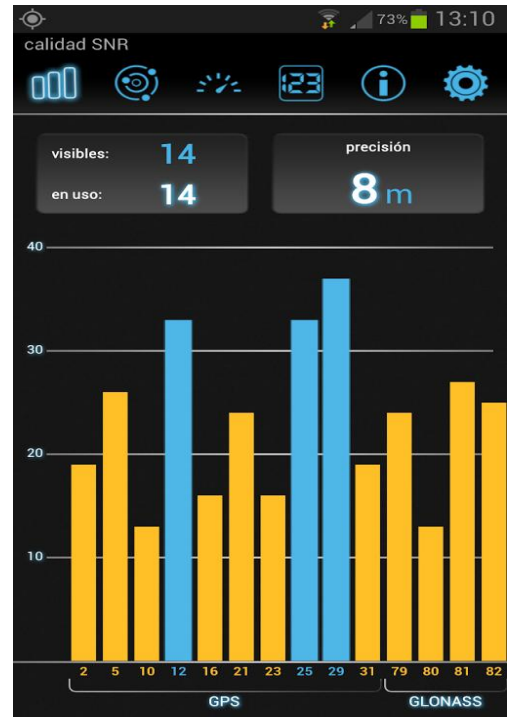 73% 13:10
calidad SNR
123
visibles: 14
en uso: 14
precisión
8 m
40
30
20
10
2 5 10 12 16 21 23 25 29 31 79 80 81 82
GPS GLONASS